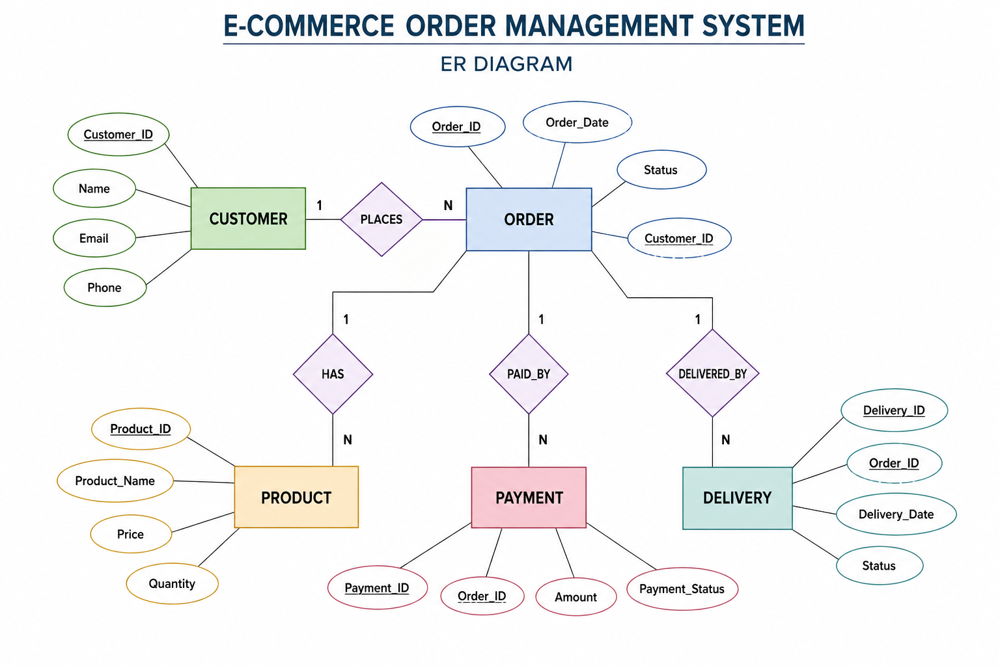 E-COMMERCE ORDER MANAGEMENT SYSTEM
ER DIAGRAM
Customer_ID
Name
Email
Phone
CUSTOMER
1
PLACES
N
Order_ID
Order_Date
Status
Customer_ID
ORDER
1
1
1
HAS
PAID_BY
DELIVERED_BY
N
N
N
Product_ID
Product_Name
Price
Quantity
PRODUCT
PAYMENT
Payment_ID
Order_ID
Amount
Payment_Status
DELIVERY
Delivery_ID
Order_ID
Delivery_Date
Status